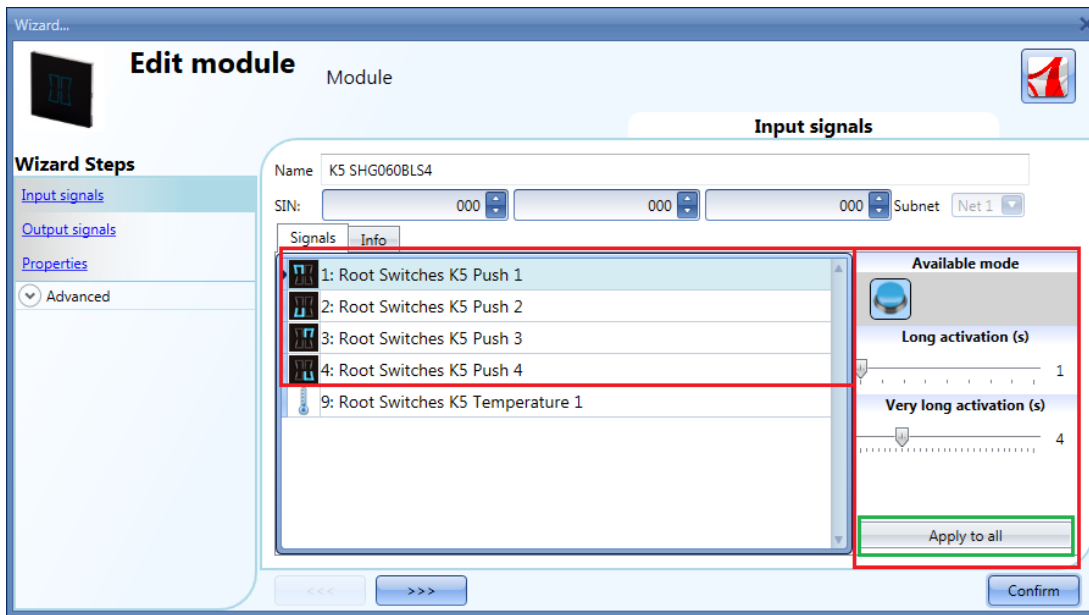 Wizard...
Edit module
Module
Input signals
Wizard Steps
Input signals
Output signals
Properties
Advanced
Name K5 SHG060BLS4
SIN: 000 000 000 Subnet Net 1
Signals Info
1: Root Switches K5 Push 1
2: Root Switches K5 Push 2
3: Root Switches K5 Push 3
4: Root Switches K5 Push 4
9: Root Switches K5 Temperature 1
Available mode
Long activation (s)
1
Very long activation (s)
4
Apply to all
<<< >>> Confirm